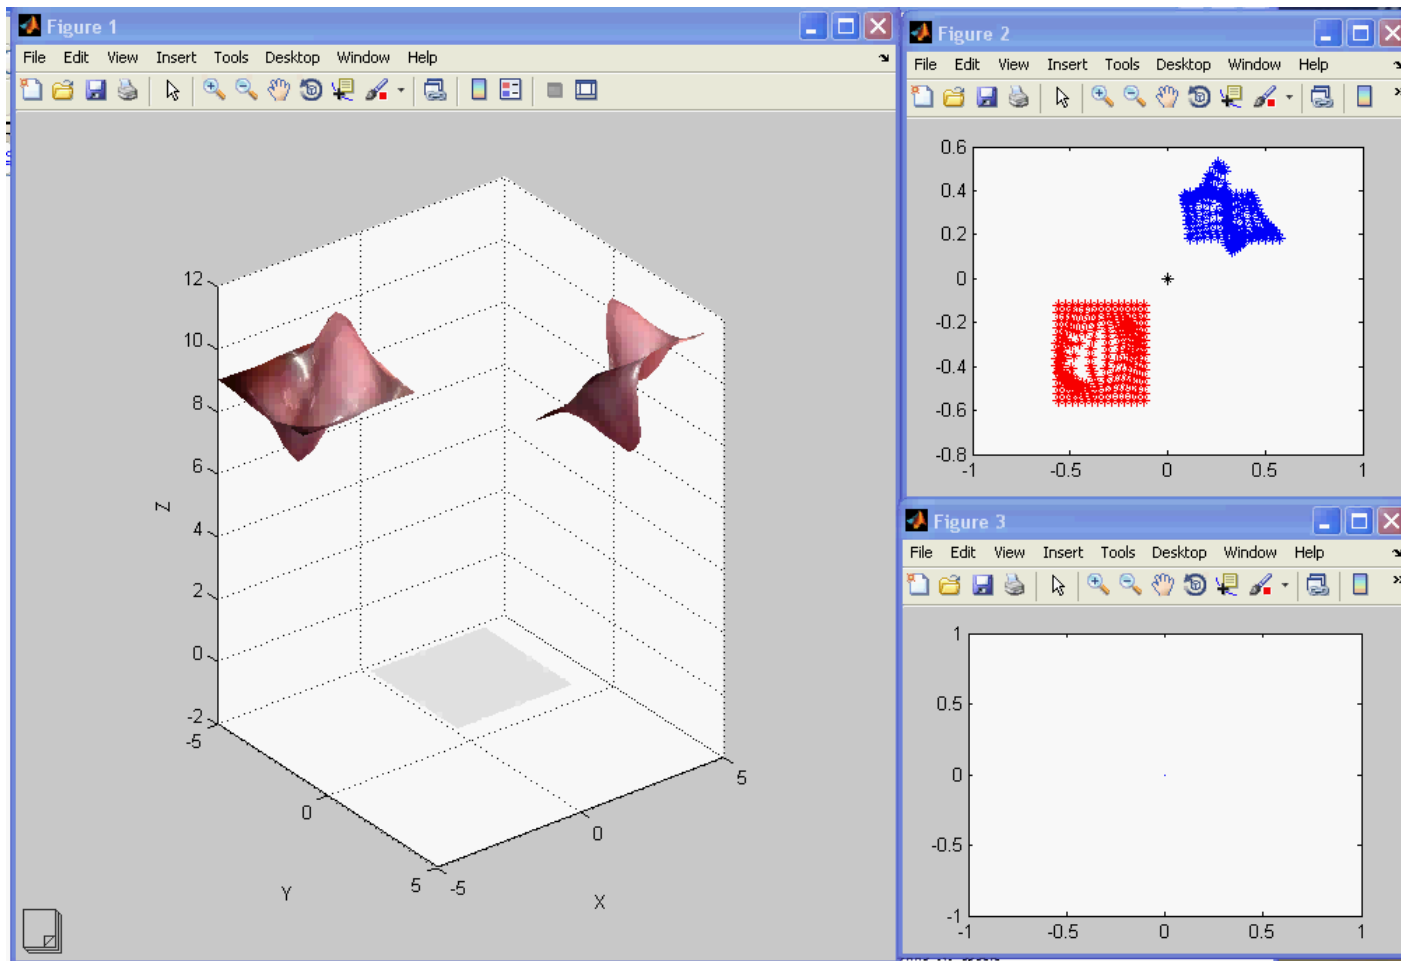 Figure 1
File Edit View Insert Tools Desktop Window Help
12
10
8
6
4
2
0
-2
Z
-5
0
5
Y
-5
0
5
X
Figure 2
File Edit View Insert Tools Desktop Window Help
0.6
0.4
0.2
0
-0.2
-0.4
-0.6
-0.8
-1 -0.5 0 0.5 1
Figure 3
File Edit View Insert Tools Desktop Window Help
1
0.5
0
-0.5
-1
-1 -0.5 0 0.5 1